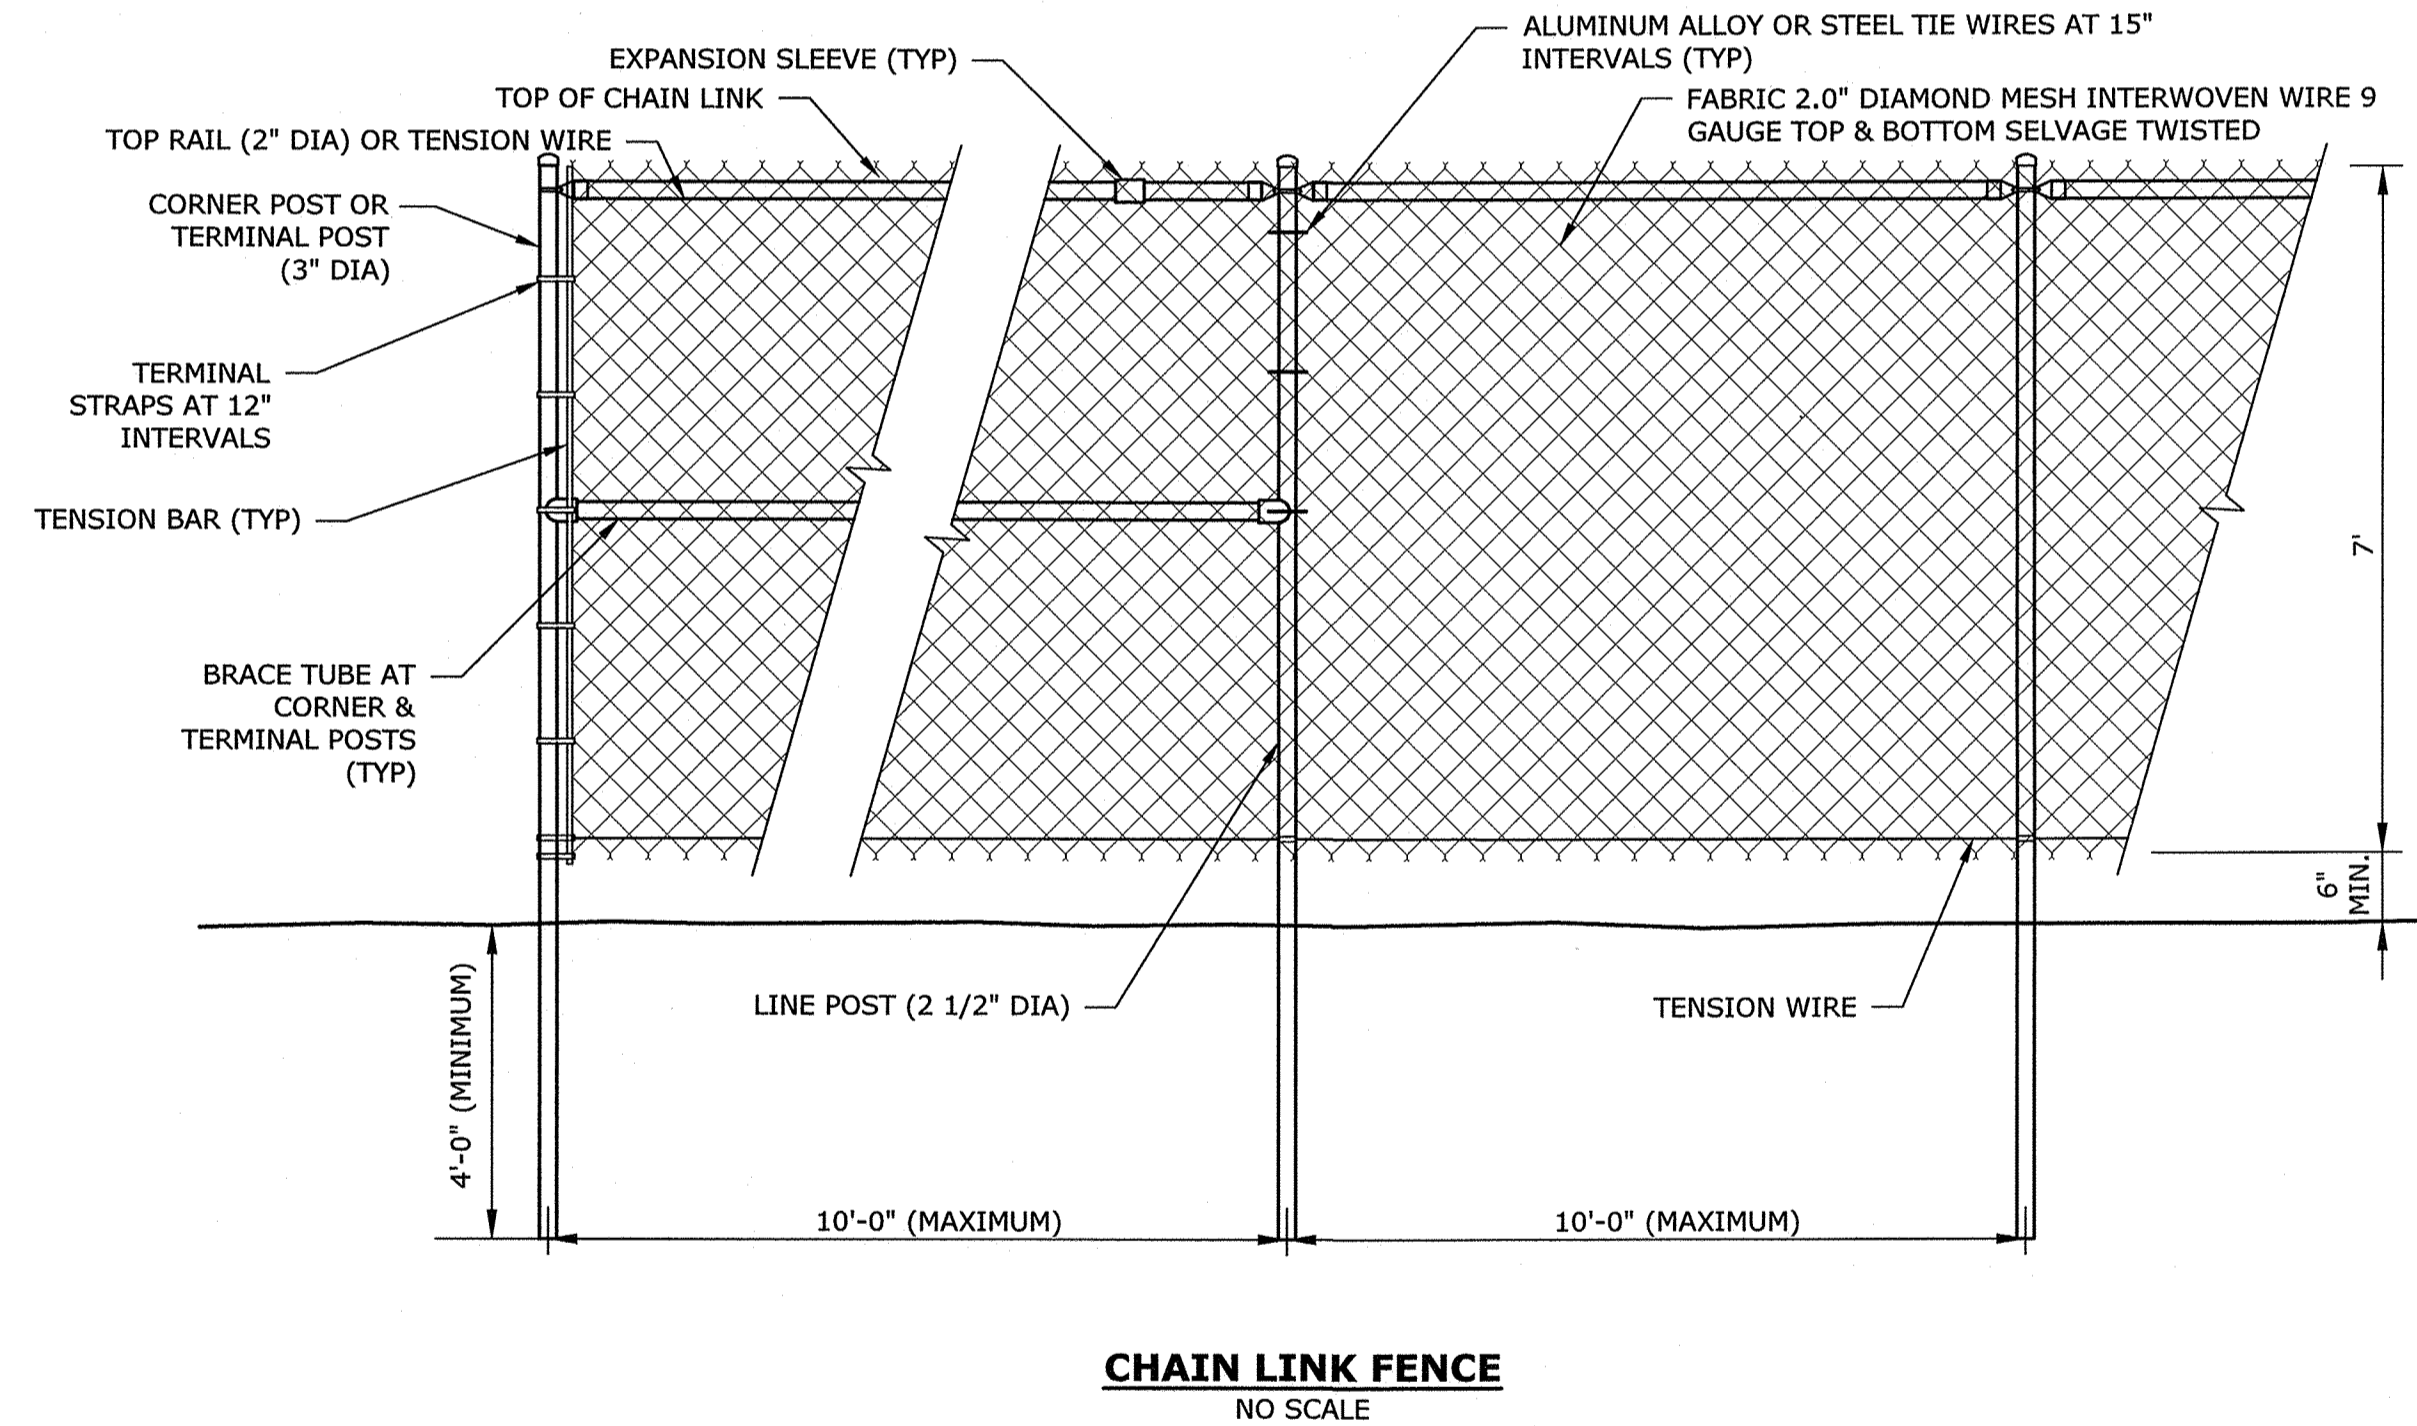 ALUMINUM ALLOY OR STEEL TIE WIRES AT 15"
INTERVALS (TYP)
EXPANSION SLEEVE (TYP)
TOP OF CHAIN LINK
FABRIC 2.0" DIAMOND MESH INTERWOVEN WIRE 9
GAUGE TOP & BOTTOM SELVAGE TWISTED
TOP RAIL (2" DIA) OR TENSION WIRE
CORNER POST OR
TERMINAL POST
(3" DIA)
TERMINAL
STRAPS AT 12"
INTERVALS
TENSION BAR (TYP)
7'
BRACE TUBE AT
CORNER &
TERMINAL POSTS
(TYP)
6"
MIN.
LINE POST (2 1/2" DIA)
TENSION WIRE
4'-0" (MINIMUM)
10'-0" (MAXIMUM)
10'-0" (MAXIMUM)
CHAIN LINK FENCE
NO SCALE